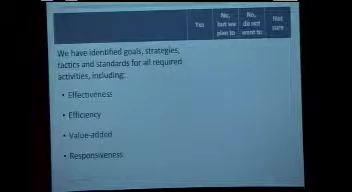 Yes
No,
but we
plan to
No,
do not
want to
Not
sure
We have identified goals, strategies,
tactics and standards for all required
activities, including:
• Effectiveness
• Efficiency
• Value-added
• Responsiveness